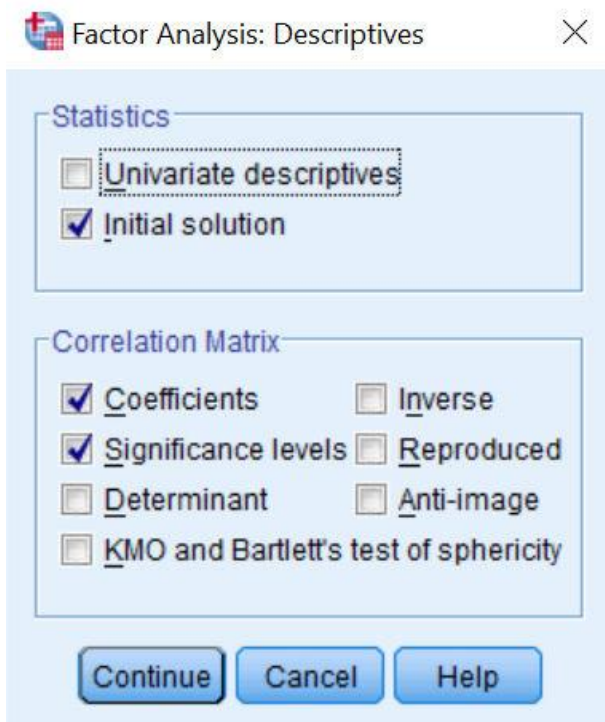 Factor Analysis: Descriptives
Statistics
Univariate descriptives
Initial solution
Correlation Matrix
Coefficients Inverse
Significance levels Reproduced
Determinant Anti-image
KMO and Bartlett's test of sphericity
Continue Cancel Help